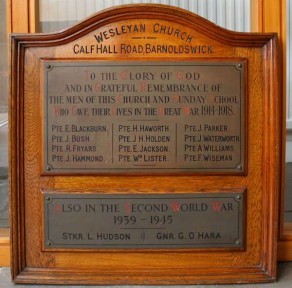 WESLEYAN CHURCH
CALF HALL ROAD, BARNOLDSWICK.
TO THE GLORY OF GOD
AND IN GRATEFUL REMEMBRANCE OF
THE MEN OF THIS CHURCH AND SUNDAY SCHOOL
WHO GAVE THEIR LIVES IN THE GREAT WAR 1914-1918.
PTE. E. BLACKBURN. PTE. H. HAWORTH. PTE. J. PARKER
PTE. J. BUSH. PTE. J. H. HOLDEN PTE. J. WATERWORTH
PTE. R. FRYARS PTE. E. JACKSON. PTE. A. WILLIAMS.
PTE. J. HAMMOND. PTE. WM LISTER. PTE. F. WISEMAN
ALSO IN THE SECOND WORLD WAR
1939 - 1945
STKR. L. HUDSON GNR. G. O HARA